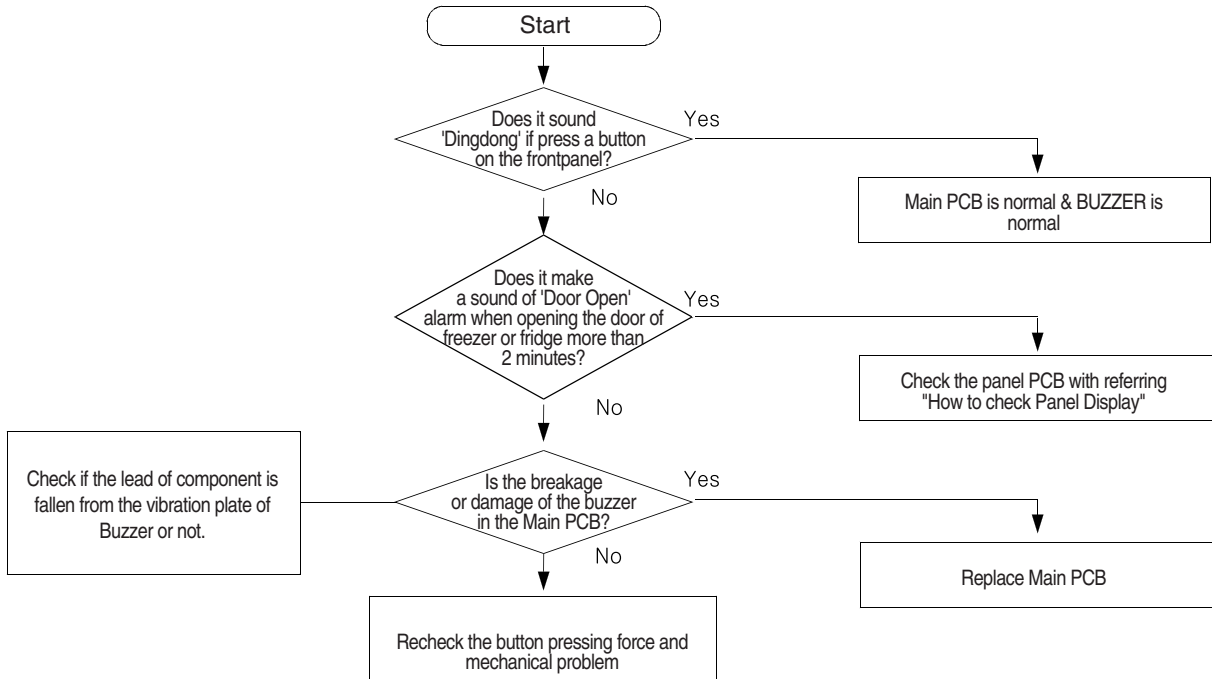 Start
Does it sound
'Dingdong' if press a button
on the frontpanel?
Yes
No
Main PCB is normal & BUZZER is
normal
Does it make
a sound of 'Door Open'
alarm when opening the door of
freezer or fridge more than
2 minutes?
Yes
No
Check the panel PCB with referring
"How to check Panel Display"
Check if the lead of component is
fallen from the vibration plate of
Buzzer or not.
Is the breakage
or damage of the buzzer
in the Main PCB?
Yes
No
Replace Main PCB
Recheck the button pressing force and
mechanical problem